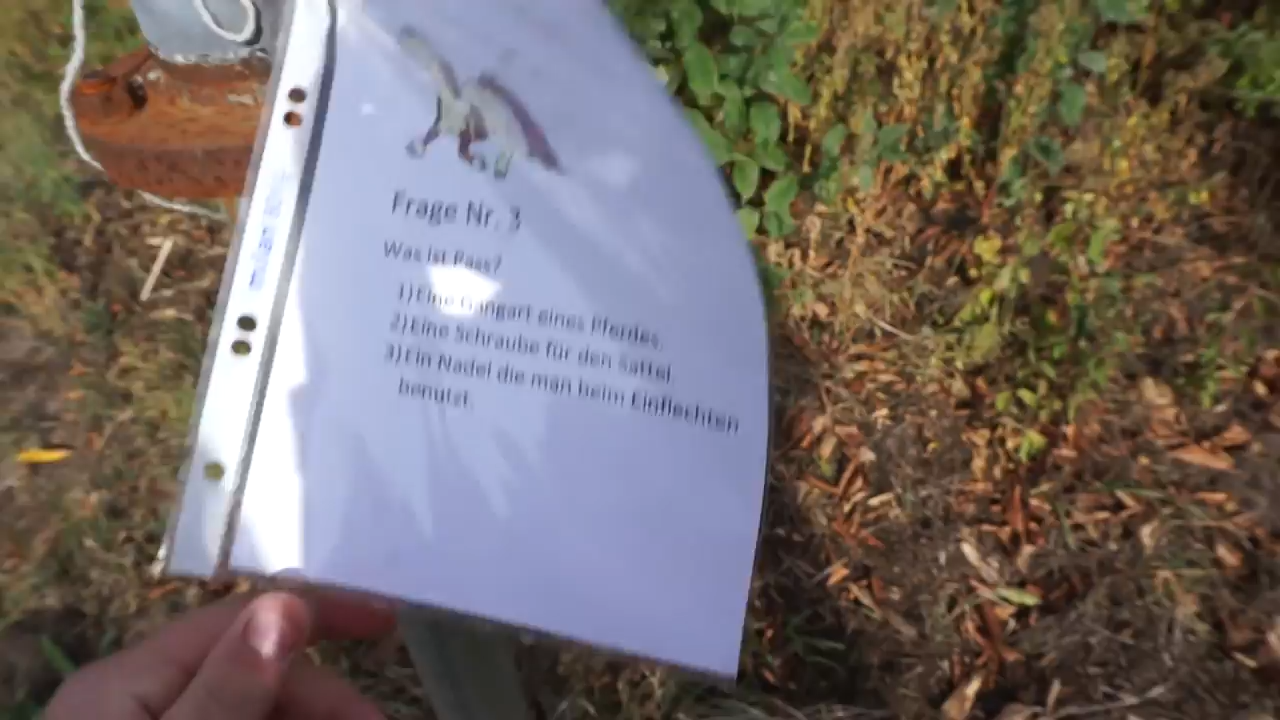 Frage Nr. 3
Was ist Pass?
1) Eine Gangart eines Pferdes.
2) Eine Schraube für den Sattel.
3) Ein Nadel die man beim Einflechten
benutzt.